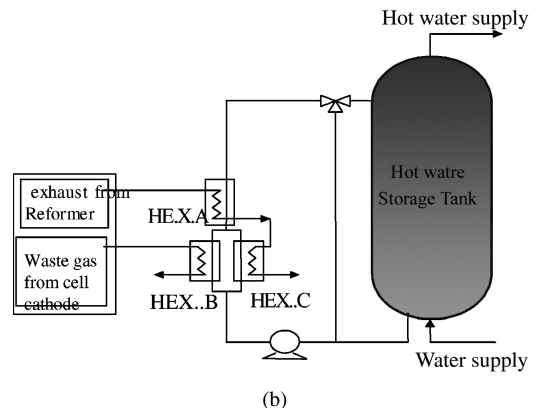 Hot water supply
Hot watre
Storage Tank
exhaust from
Reformer
HE.X.A
Waste gas
from cell
cathode
HEX..B
HEX..C
Water supply
(b)